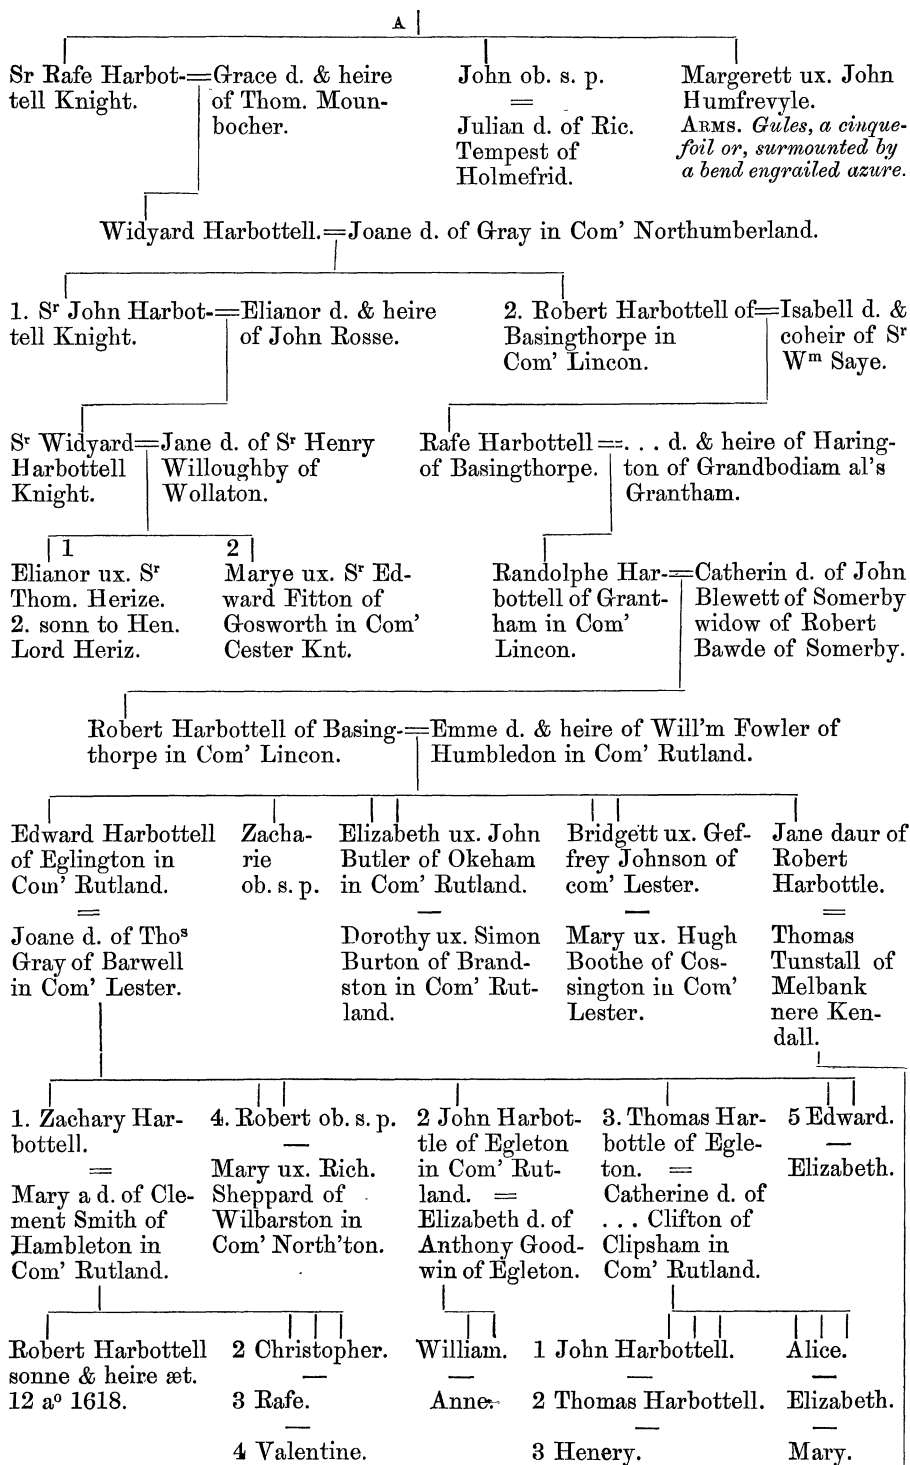 A
Sr Rafe Harbot-
tell Knight.
=Grace d. & heire
of Thom. Moun-
bocher.
John ob. s. p.
=
Julian d. of Ric.
Tempest of
Holmefrid.
Margerett ux. John
Humfrevyle.
ARMS. Gules, a cinque-
foil or, surmounted by
a bend engrailed azure.
Widyard Harbottell.=Joane d. of Gray in Com' Northumberland.
1. Sr John Harbot-
tell Knight.
=Elianor d. & heire
of John Rosse.
2. Robert Harbottell of
Basingthorpe in
Com' Lincon.
=Isabell d. &
coheir of Sr
Wm Saye.
Sr Widyard
Harbottell
Knight.
=Jane d. of Sr Henry
Willoughby of
Wollaton.
Rafe Harbottell
of Basingthorpe.
=. . . d. & heire of Haring-
ton of Grandbodiam al's
Grantham.
1
Elianor ux. Sr
Thom. Herize.
2. sonn to Hen.
Lord Heriz.
2
Marye ux. Sr Ed-
ward Fitton of
Gosworth in Com'
Cester Knt.
Randolphe Har-
bottell of Grant-
ham in Com'
Lincon.
=Catherin d. of John
Blewett of Somerby
widow of Robert
Bawde of Somerby.
Robert Harbottell of Basing-
thorpe in Com' Lincon.
=Emme d. & heire of Will'm Fowler of
Humbledon in Com' Rutland.
Edward Harbottell
of Eglington in
Com' Rutland.
=
Joane d. of Thos
Gray of Barwell
in Com' Lester.
Zacha-
rie
ob. s. p.
Elizabeth ux. John
Butler of Okeham
in Com' Rutland.
—
Dorothy ux. Simon
Burton of Brand-
ston in Com' Rut-
land.
Bridgett ux. Gef-
frey Johnson of
com' Lester.
—
Mary ux. Hugh
Boothe of Cos-
sington in Com'
Lester.
Jane daur of
Robert
Harbottle.
=
Thomas
Tunstall of
Melbank
nere Ken-
dall.
1. Zachary Har-
bottell.
=
Mary a d. of Cle-
ment Smith of
Hambleton in
Com' Rutland.
4. Robert ob. s. p.
—
Mary ux. Rich.
Sheppard of
Wilbarston in
Com' North'ton.
2 John Harbot-
tle of Egleton
in Com' Rut-
land. =
Elizabeth d. of
Anthony Good-
win of Egleton.
3. Thomas Har-
bottle of Egle-
ton. =
Catherine d. of
. . . Clifton of
Clipsham in
Com' Rutland.
5 Edward.
—
Elizabeth.
Robert Harbottell
sonne & heire æt.
12 ao 1618.
2 Christopher.
—
3 Rafe.
—
4 Valentine.
William.
—
Anne.
1 John Harbottell.
—
2 Thomas Harbottell.
—
3 Henery.
Alice.
—
Elizabeth.
—
Mary.